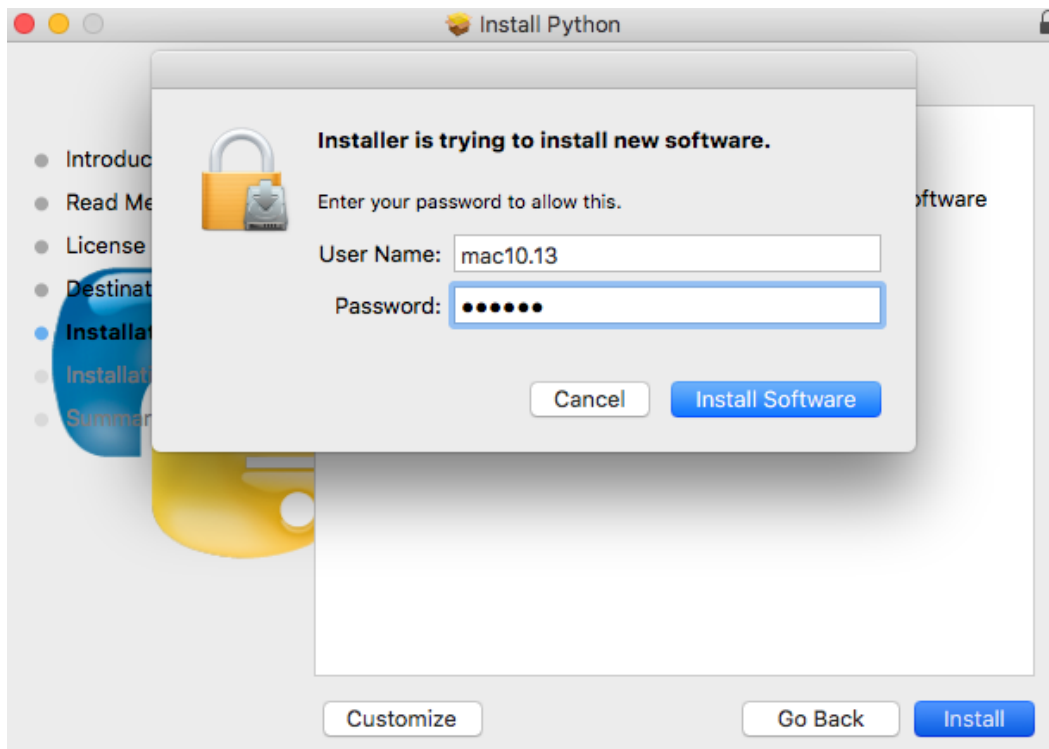 Install Python
Installer is trying to install new software.
Enter your password to allow this.
User Name: mac10.13
Password: ••••••
Cancel Install Software
Introduc
Read Me
License
Destinat
Installat
Installati
Summar
oftware
Customize Go Back Install